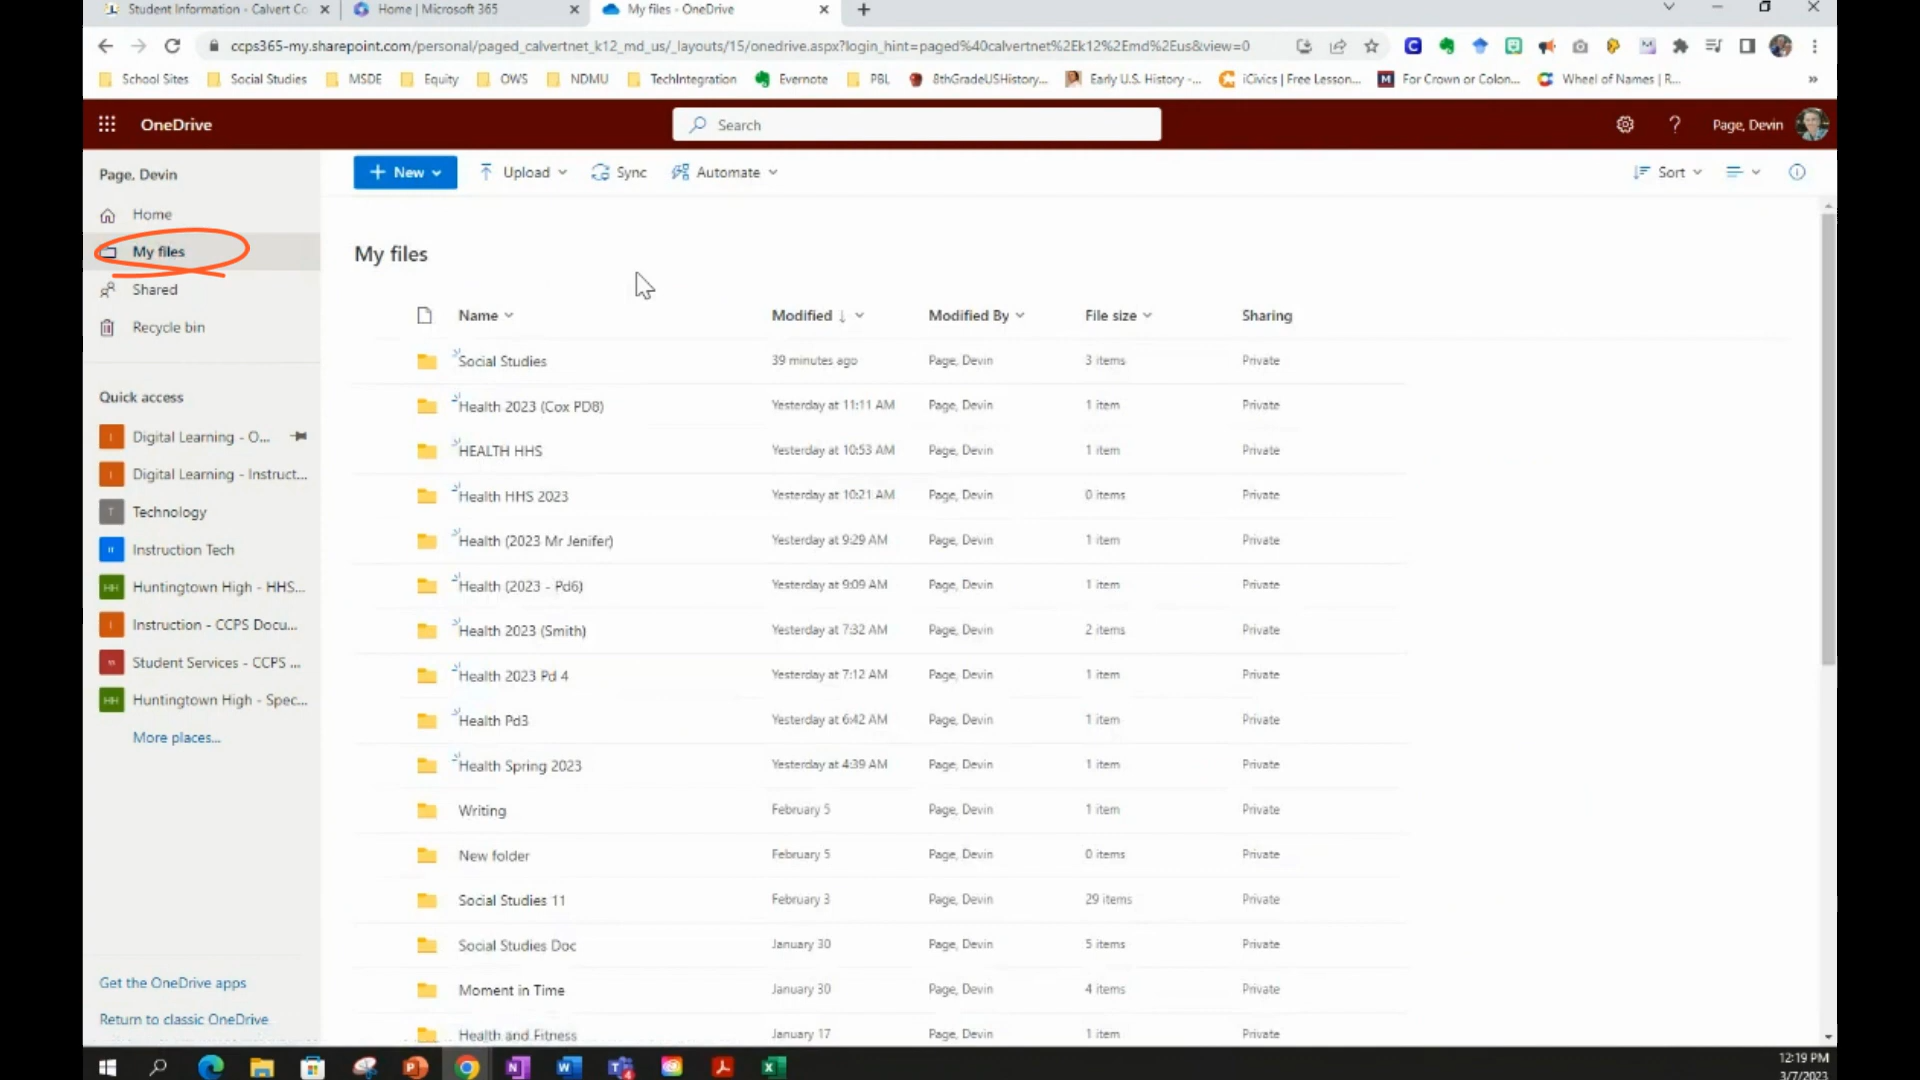 Student Information - Calvert Co
Home | Microsoft 365
My files - OneDrive
ccps365-my.sharepoint.com/personal/paged_calvertnet_k12_md_us/_layouts/15/onedrive.aspx?login_hint=paged%40calvertnet%2Ek12%2Emd%2Eus&view=0
School Sites
Social Studies
MSDE
Equity
OWS
NDMU
TechIntegration
Evernote
PBL
8thGradeUSHistory...
Early U.S. History -...
iCivics | Free Lesson...
For Crown or Colon...
Wheel of Names | R...
OneDrive
Search
Page, Devin
Page, Devin
New
Upload
Sync
Automate
Sort
Home
My files
Shared
Recycle bin
Quick access
Digital Learning - O...
Digital Learning - Instruct...
T Technology
Instruction Tech
HH Huntingtown High - HHS...
Instruction - CCPS Docu...
Student Services - CCPS ...
HH Huntingtown High - Spec...
More places...
Get the OneDrive apps
Return to classic OneDrive
My files
Name Modified Modified By File size Sharing
Social Studies 39 minutes ago Page, Devin 3 items Private
Health 2023 (Cox PD8) Yesterday at 11:11 AM Page, Devin 1 item Private
HEALTH HHS Yesterday at 10:53 AM Page, Devin 1 item Private
Health HHS 2023 Yesterday at 10:21 AM Page, Devin 0 items Private
Health (2023 Mr Jenifer) Yesterday at 9:29 AM Page, Devin 1 item Private
Health (2023 - Pd6) Yesterday at 9:09 AM Page, Devin 1 item Private
Health 2023 (Smith) Yesterday at 7:32 AM Page, Devin 2 items Private
Health 2023 Pd 4 Yesterday at 7:12 AM Page, Devin 1 item Private
Health Pd3 Yesterday at 6:42 AM Page, Devin 1 item Private
Health Spring 2023 Yesterday at 4:39 AM Page, Devin 1 item Private
Writing February 5 Page, Devin 1 item Private
New folder February 5 Page, Devin 0 items Private
Social Studies 11 February 3 Page, Devin 29 items Private
Social Studies Doc January 30 Page, Devin 5 items Private
Moment in Time January 30 Page, Devin 4 items Private
Health and Fitness January 17 Page, Devin 1 item Private
12:19 PM
3/7/2023